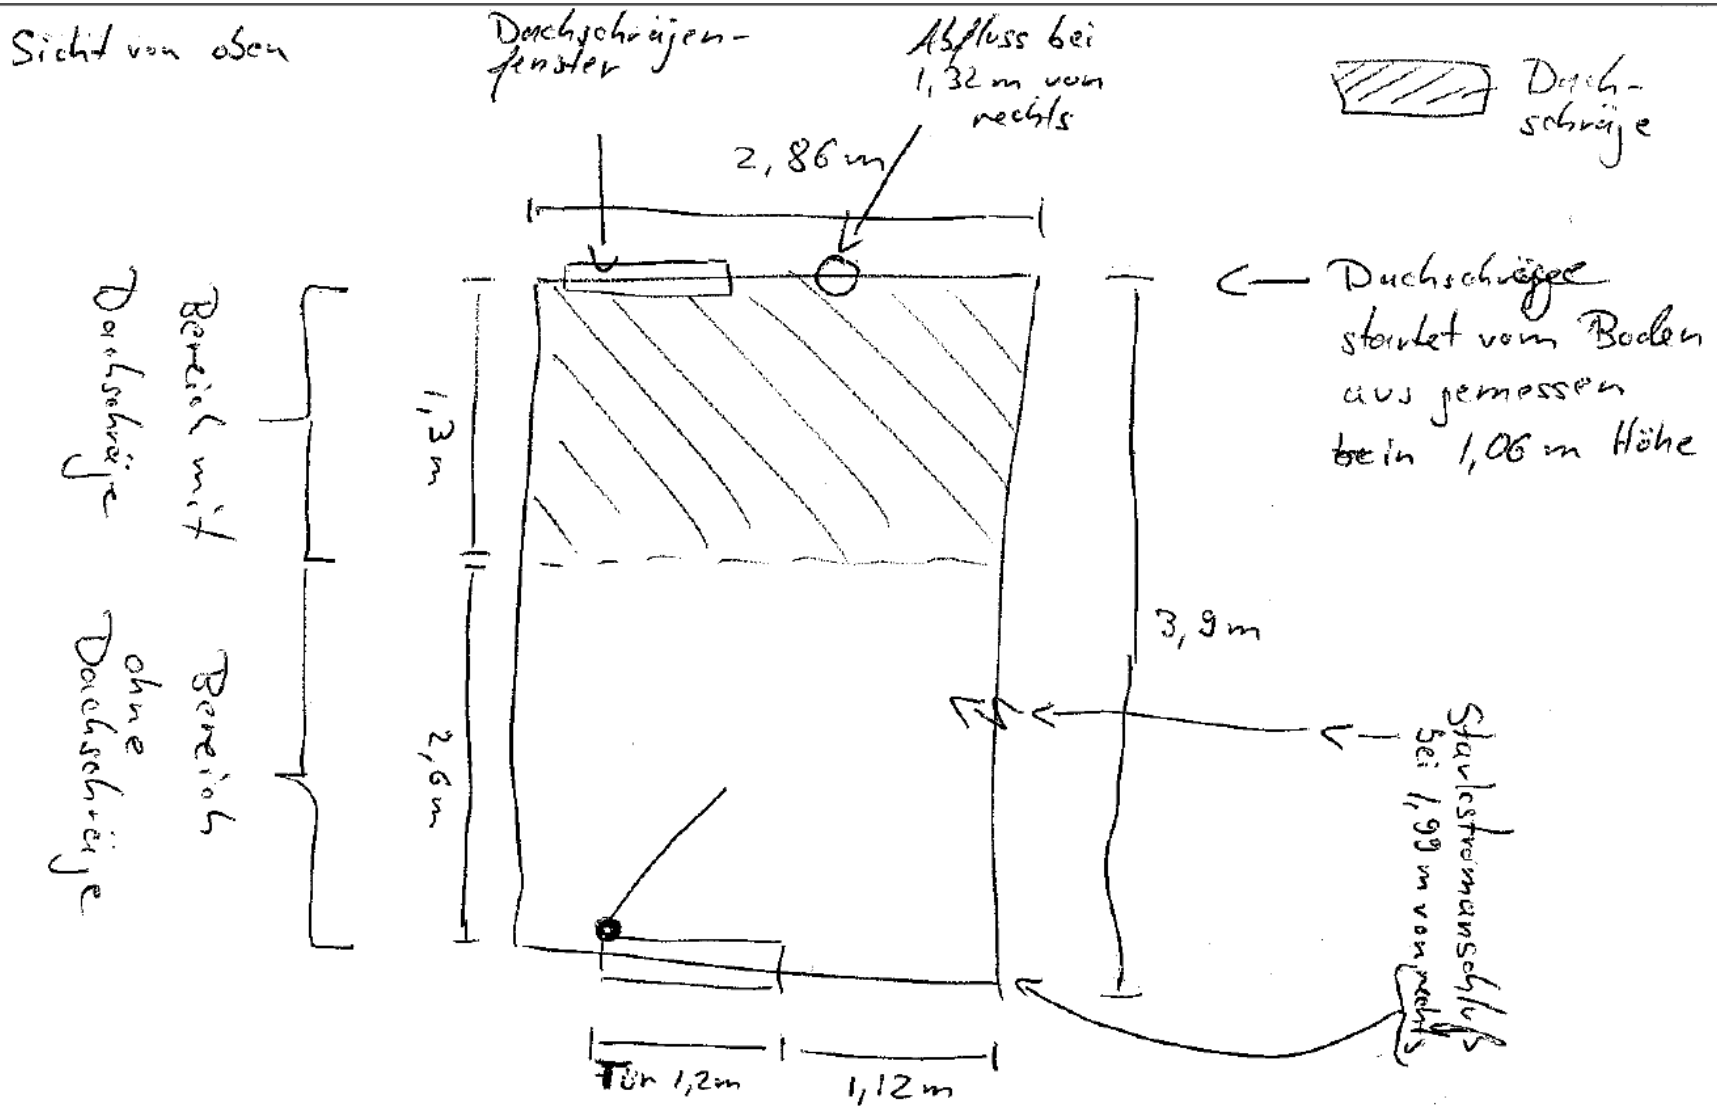 Sicht von oben
Dachschrägen-
fenster
Abfluss bei
1,32 m von
rechts
Dach-
schräge
2,86 m
Dachschräge
startet vom Boden
aus gemessen
in 1,06 m Höhe
Bereich mit
Dachschräge
1,3 m
3,9 m
Bereich
ohne
Dachschräge
2,6 m
Starkstromanschluß
bei 1,99 m von rechts
Tür 1,2 m
1,12 m